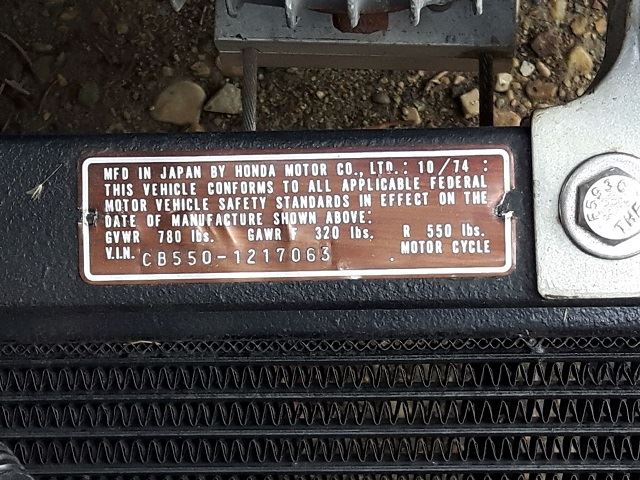 MFD IN JAPAN BY HONDA MOTOR CO., LTD.: 10/74 :
THIS VEHICLE CONFORMS TO ALL APPLICABLE FEDERAL
MOTOR VEHICLE SAFETY STANDARDS IN EFFECT ON THE
DATE OF MANUFACTURE SHOWN ABOVE:
GVWR 780 lbs. GAWR F 320 lbs. R 550 lbs.
V.I.N. CB550-1217063 . MOTOR CYCLE
THE